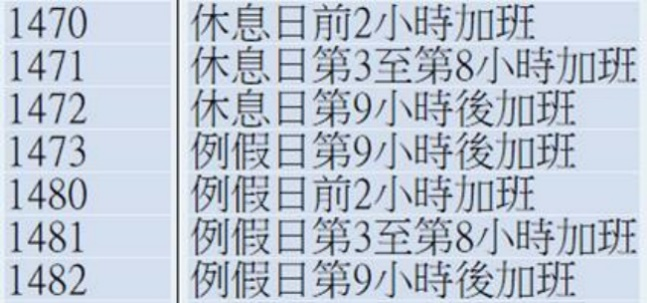 1470 休息日前2小時加班
1471 休息日第3至第8小時加班
1472 休息日第9小時後加班
1473 例假日第9小時後加班
1480 例假日前2小時加班
1481 例假日第3至第8小時加班
1482 例假日第9小時後加班